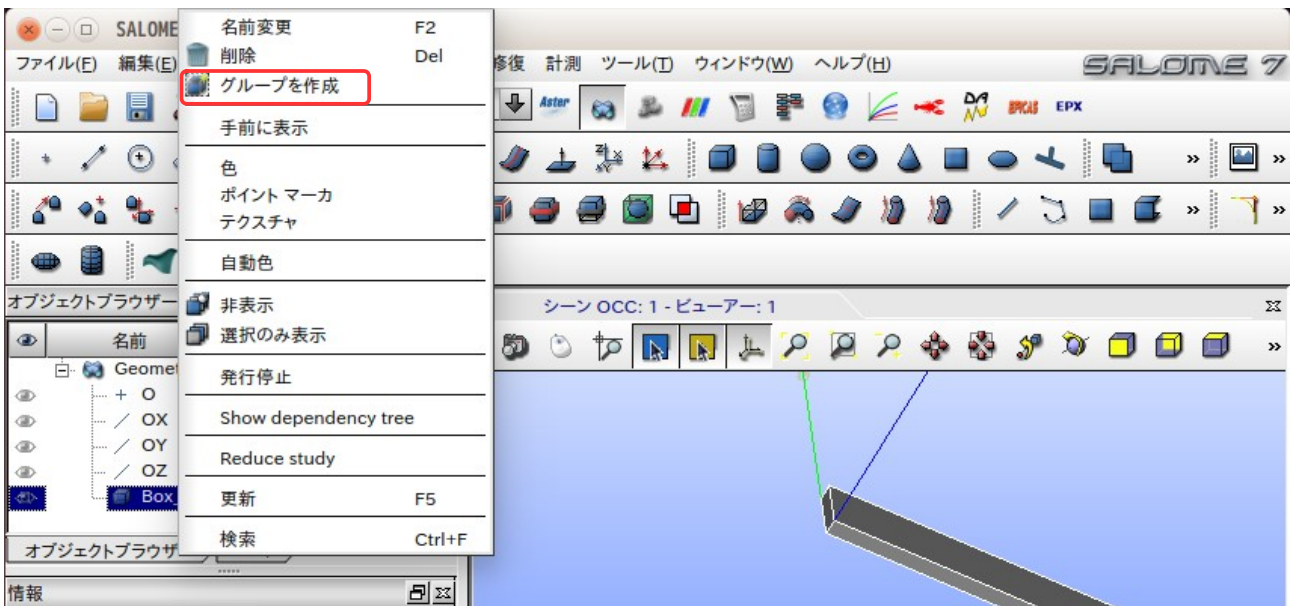 SALOME
ファイル(F) 編集(E) 修復 計測 ツール(T) ウィンドウ(W) ヘルプ(H) SALOME 7
Aster EPX
名前変更 F2
削除 Del
グループを作成
手前に表示
色
ポイント マーカ
テクスチャ
自動色
非表示
選択のみ表示
発行停止
Show dependency tree
Reduce study
更新 F5
検索 Ctrl+F
オブジェクトブラウザー
名前
Geomet
O
OX
OY
OZ
Box_
オブジェクトブラウザ
情報
シーン OCC: 1 - ビューアー: 1